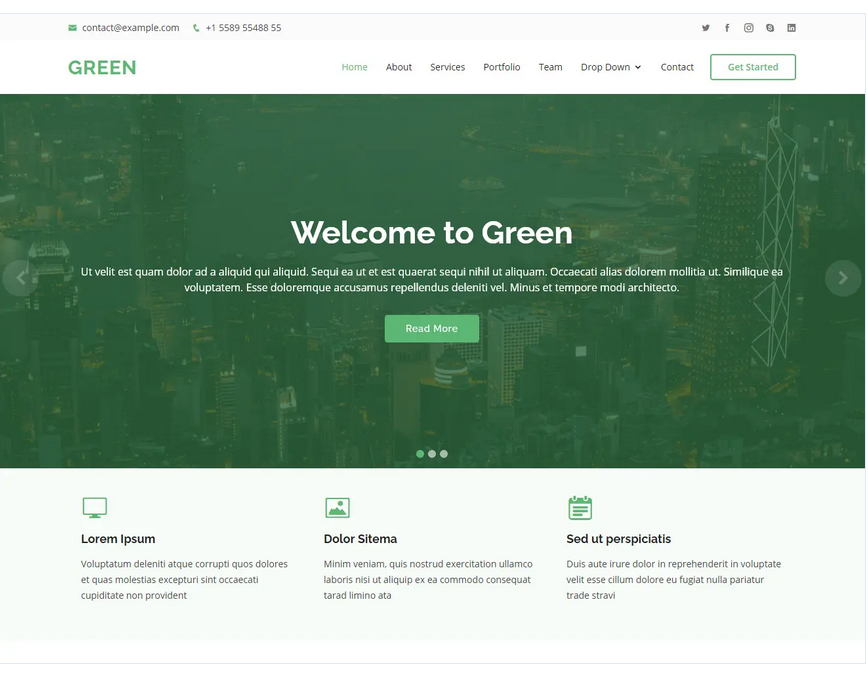 contact@example.com +1 5589 55488 55
GREEN
Home About Services Portfolio Team Drop Down Contact Get Started
Welcome to Green
Ut velit est quam dolor ad a aliquid qui aliquid. Sequi ea ut et est quaerat sequi nihil ut aliquam. Occaecati alias dolorem mollitia ut. Similique ea
voluptatem. Esse doloremque accusamus repellendus deleniti vel. Minus et tempore modi architecto.
Read More
Lorem Ipsum
Voluptatum deleniti atque corrupti quos dolores
et quas molestias excepturi sint occaecati
cupiditate non provident
Dolor Sitema
Minim veniam, quis nostrud exercitation ullamco
laboris nisi ut aliquip ex ea commodo consequat
tarad limino ata
Sed ut perspiciatis
Duis aute irure dolor in reprehenderit in voluptate
velit esse cillum dolore eu fugiat nulla pariatur
trade stravi